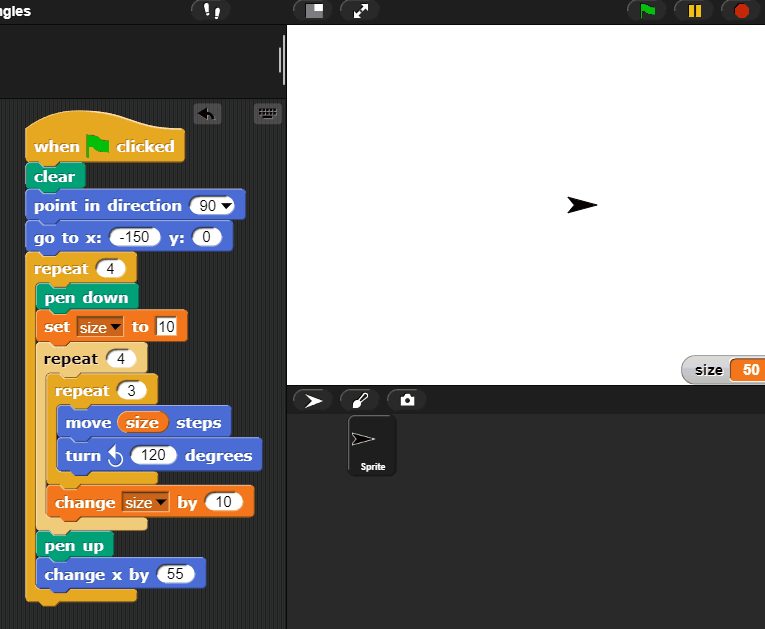 ngles
when clicked
clear
point in direction 90
go to x: -150 y: 0
repeat 4
pen down
set size to 10
repeat 4
repeat 3
move size steps
turn 120 degrees
change size by 10
pen up
change x by 55
size 50
Sprite